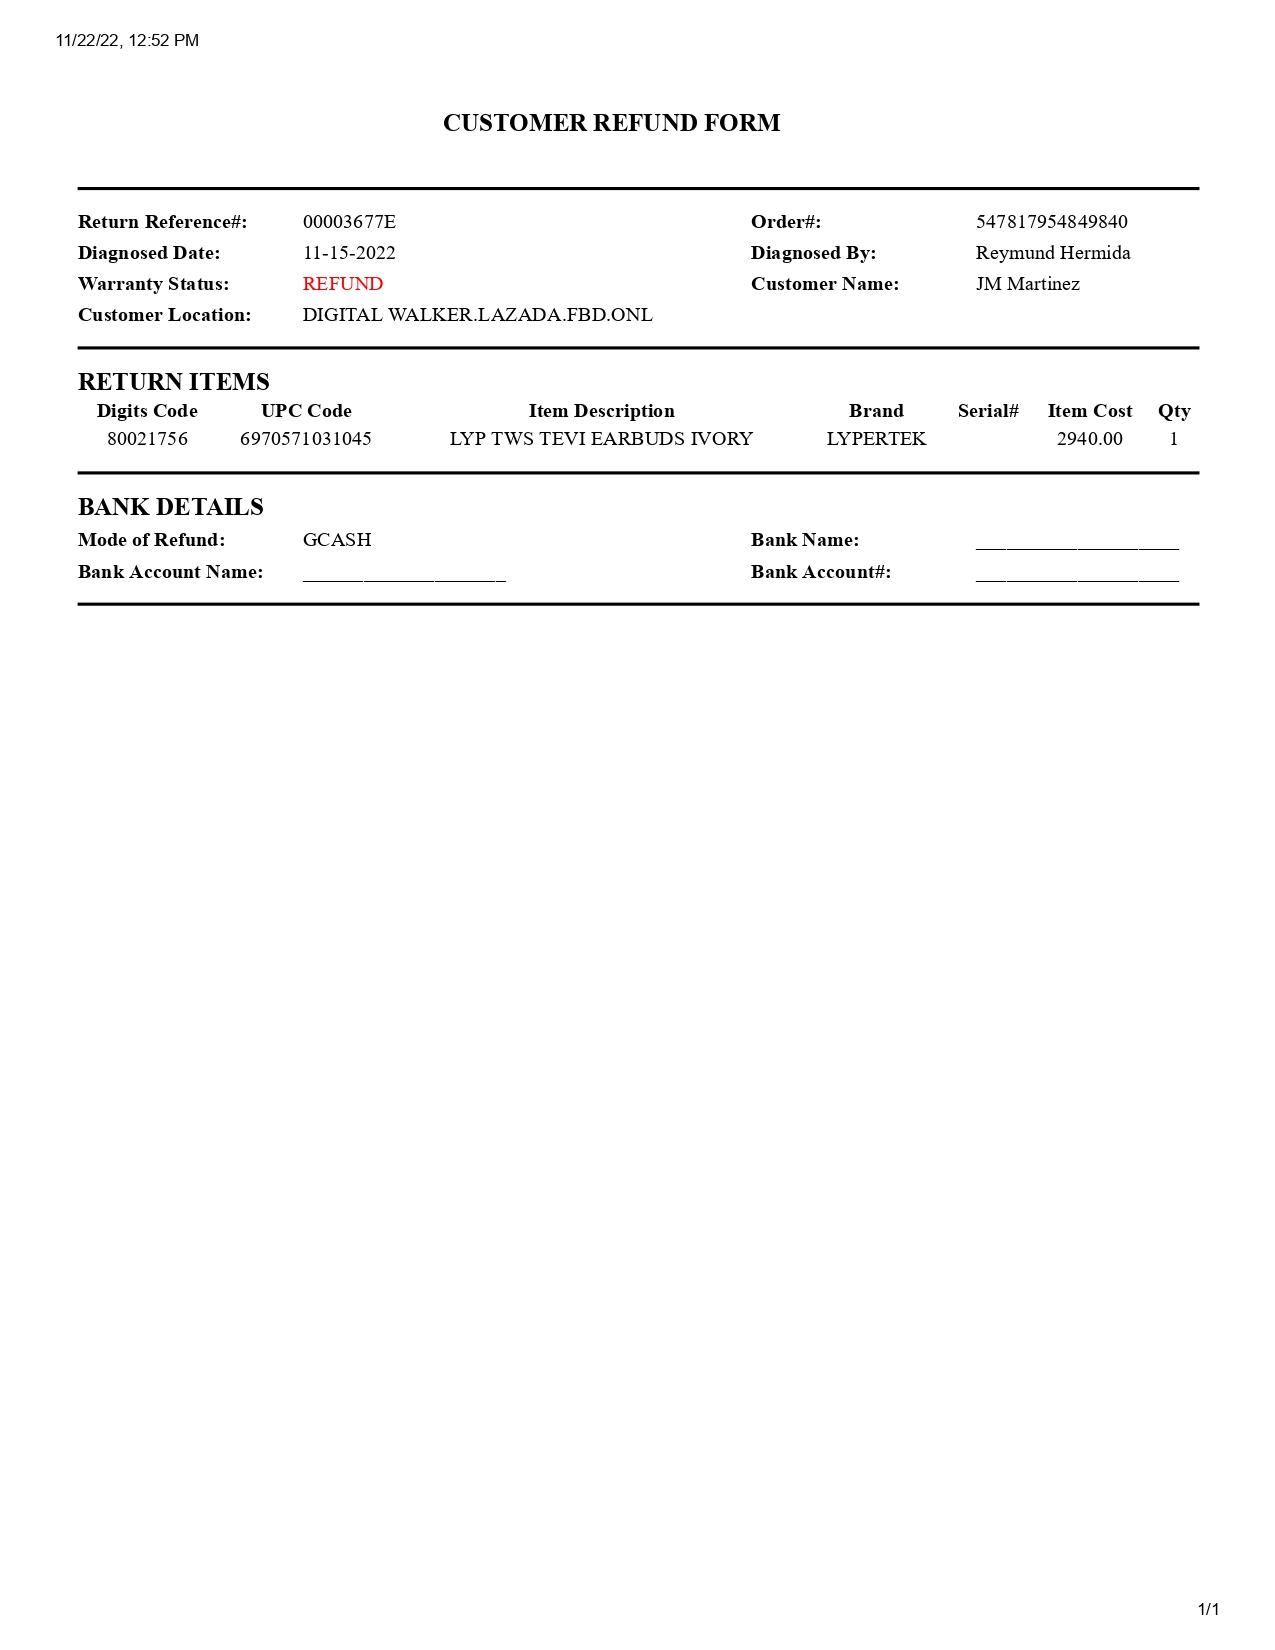 11/22/22, 12:52 PM
CUSTOMER REFUND FORM
Return Reference#: 00003677E Order#: 547817954849840
Diagnosed Date: 11-15-2022 Diagnosed By: Reymund Hermida
Warranty Status: REFUND Customer Name: JM Martinez
Customer Location: DIGITAL WALKER.LAZADA.FBD.ONL
RETURN ITEMS
Digits Code UPC Code Item Description Brand Serial# Item Cost Qty
80021756 6970571031045 LYP TWS TEVI EARBUDS IVORY LYPERTEK 2940.00 1
BANK DETAILS
Mode of Refund: GCASH Bank Name: ____________________
Bank Account Name: ____________________ Bank Account#: ____________________
1/1